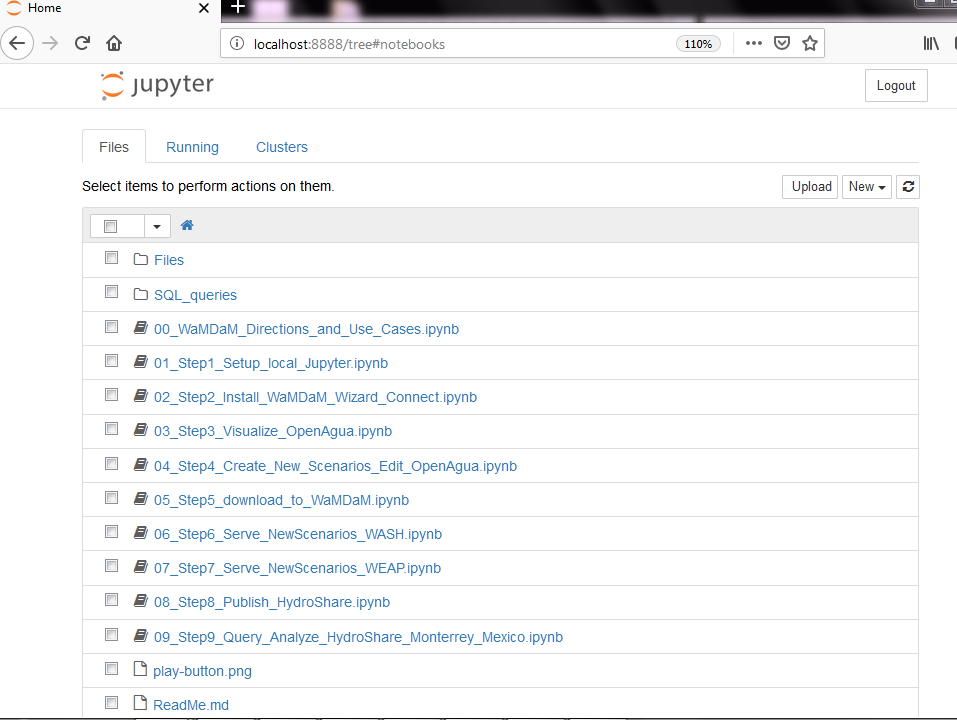 Home
localhost:8888/tree#notebooks
110%
jupyter
Logout
Files
Running
Clusters
Select items to perform actions on them.
Upload
New
Files
SQL_queries
00_WaMDaM_Directions_and_Use_Cases.ipynb
01_Step1_Setup_local_Jupyter.ipynb
02_Step2_Install_WaMDaM_Wizard_Connect.ipynb
03_Step3_Visualize_OpenAgua.ipynb
04_Step4_Create_New_Scenarios_Edit_OpenAgua.ipynb
05_Step5_download_to_WaMDaM.ipynb
06_Step6_Serve_NewScenarios_WASH.ipynb
07_Step7_Serve_NewScenarios_WEAP.ipynb
08_Step8_Publish_HydroShare.ipynb
09_Step9_Query_Analyze_HydroShare_Monterrey_Mexico.ipynb
play-button.png
ReadMe.md